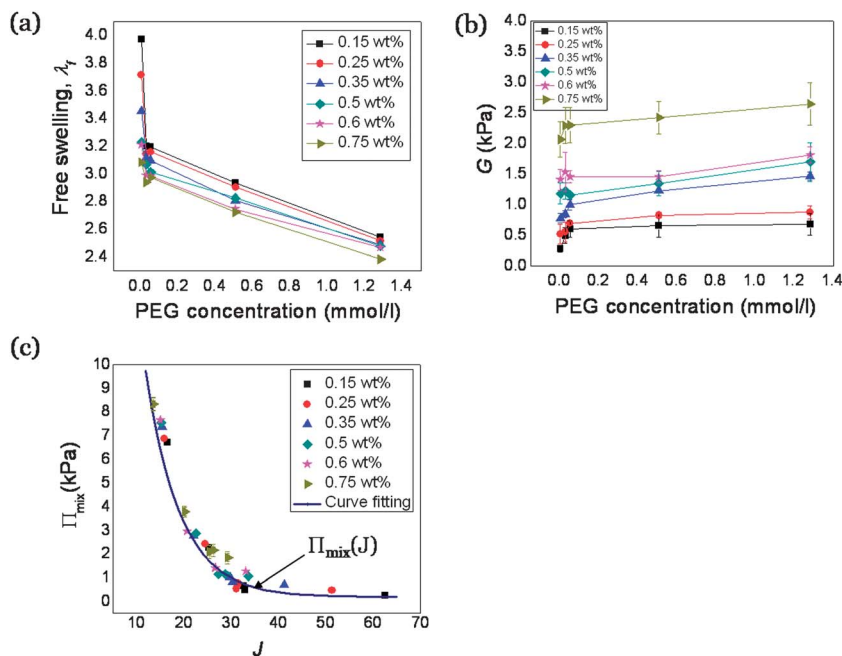 (a)
Free swelling, λf
4.0
3.8
3.6
3.4
3.2
3.0
2.8
2.6
2.4
0.15 wt%
0.25 wt%
0.35 wt%
0.5 wt%
0.6 wt%
0.75 wt%
0.0 0.2 0.4 0.6 0.8 1.0 1.2 1.4
PEG concentration (mmol/l)
(b)
G (kPa)
4.0
3.5
3.0
2.5
2.0
1.5
1.0
0.5
0.0
0.15 wt%
0.25 wt%
0.35 wt%
0.5 wt%
0.6 wt%
0.75 wt%
0.0 0.2 0.4 0.6 0.8 1.0 1.2 1.4
PEG concentration (mmol/l)
(c)
Πmix(kPa)
10
9
8
7
6
5
4
3
2
1
0
0.15 wt%
0.25 wt%
0.35 wt%
0.5 wt%
0.6 wt%
0.75 wt%
Curve fitting
Πmix(J)
10 20 30 40 50 60 70
J